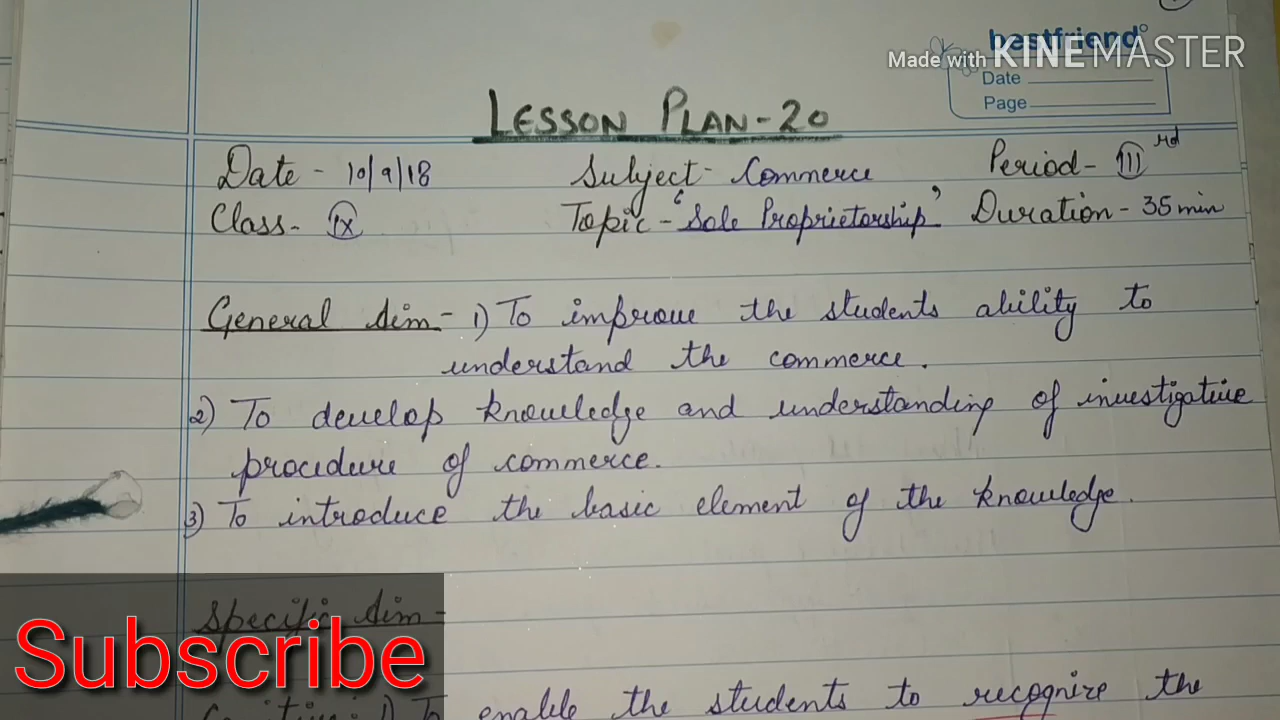 bestfriend
Made with KINEMASTER
Date
Page
LESSON PLAN-20
Date - 10/9/18 Subject- Commerce Period- III rd
Class- IX Topic - 'Sole Proprietorship' Duration - 35 min
General Aim- 1) To improve the students ability to
understand the commerce.
2) To develop knowledge and understanding of investigative
procedure of commerce.
3) To introduce the basic element of the knowledge.
Specific Aim-
Subscribe
1) To enable the students to recognize the